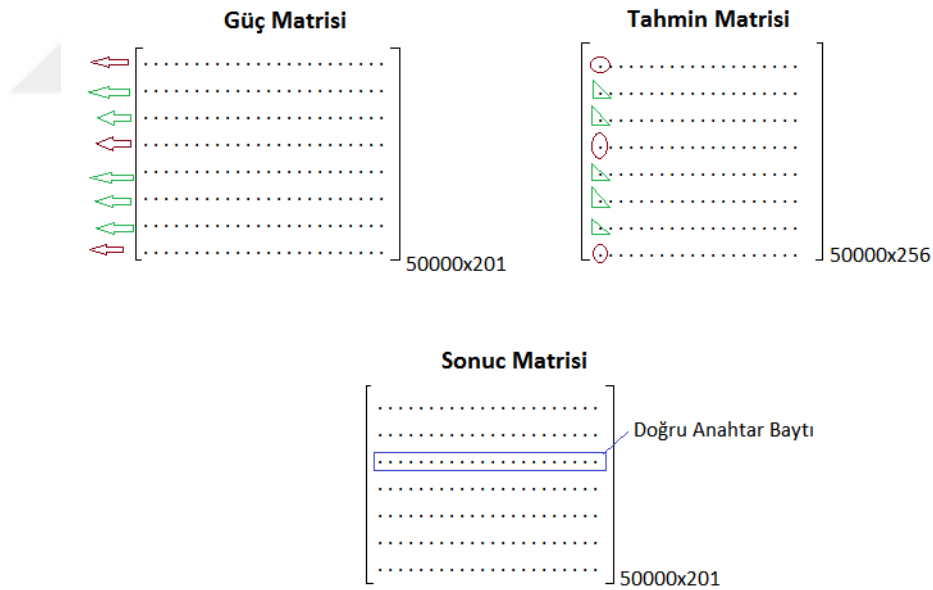 Güç Matrisi
Tahmin Matrisi
50000x201
50000x256
Sonuc Matrisi
Doğru Anahtar Baytı
50000x201